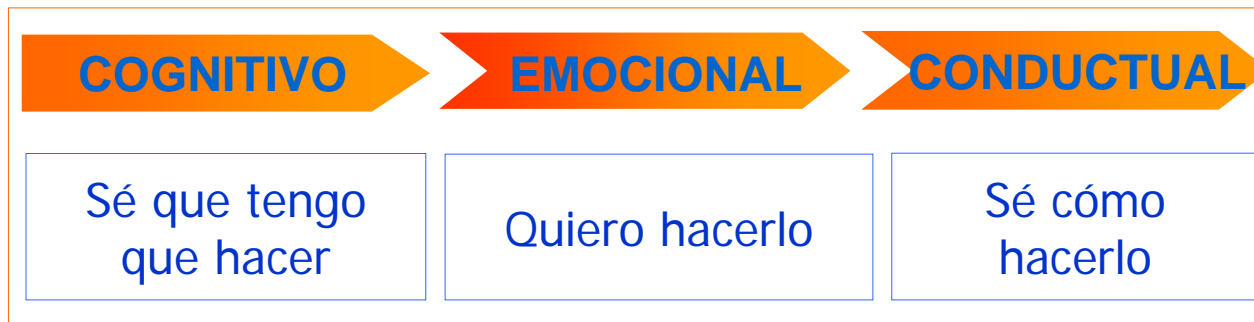 COGNITIVO
EMOCIONAL
CONDUCTUAL
Sé que tengo
que hacer
Quiero hacerlo
Sé cómo
hacerlo